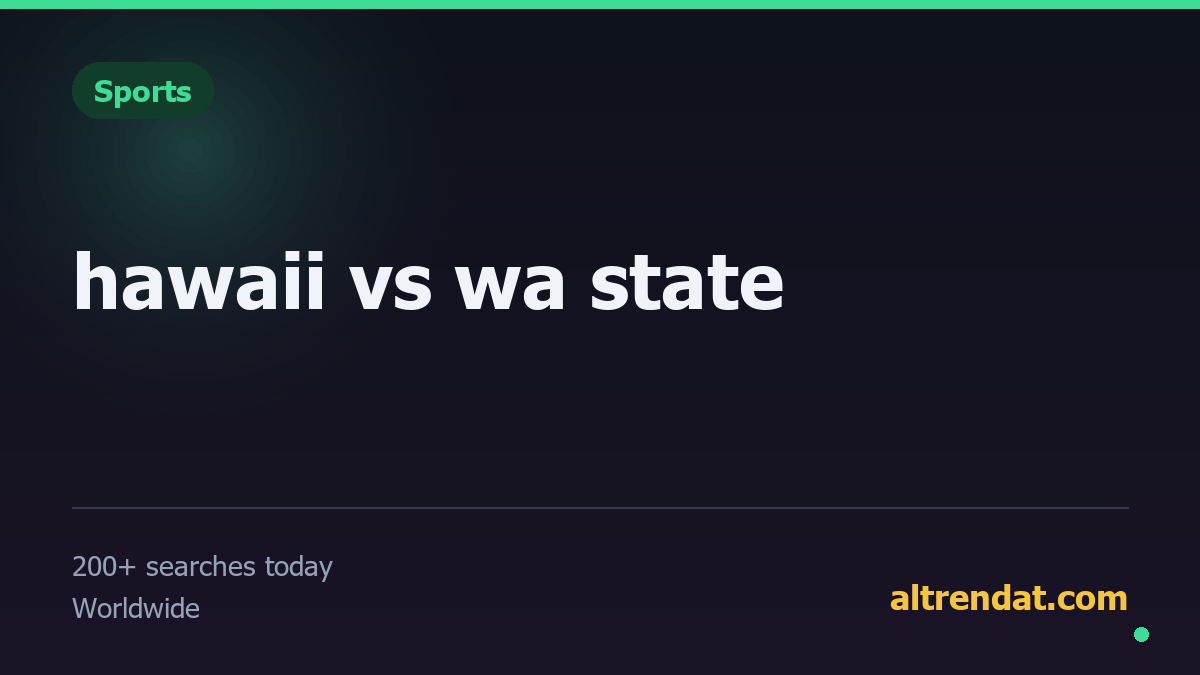 Sports
hawaii vs wa state
200+ searches today
Worldwide
altrendat.com